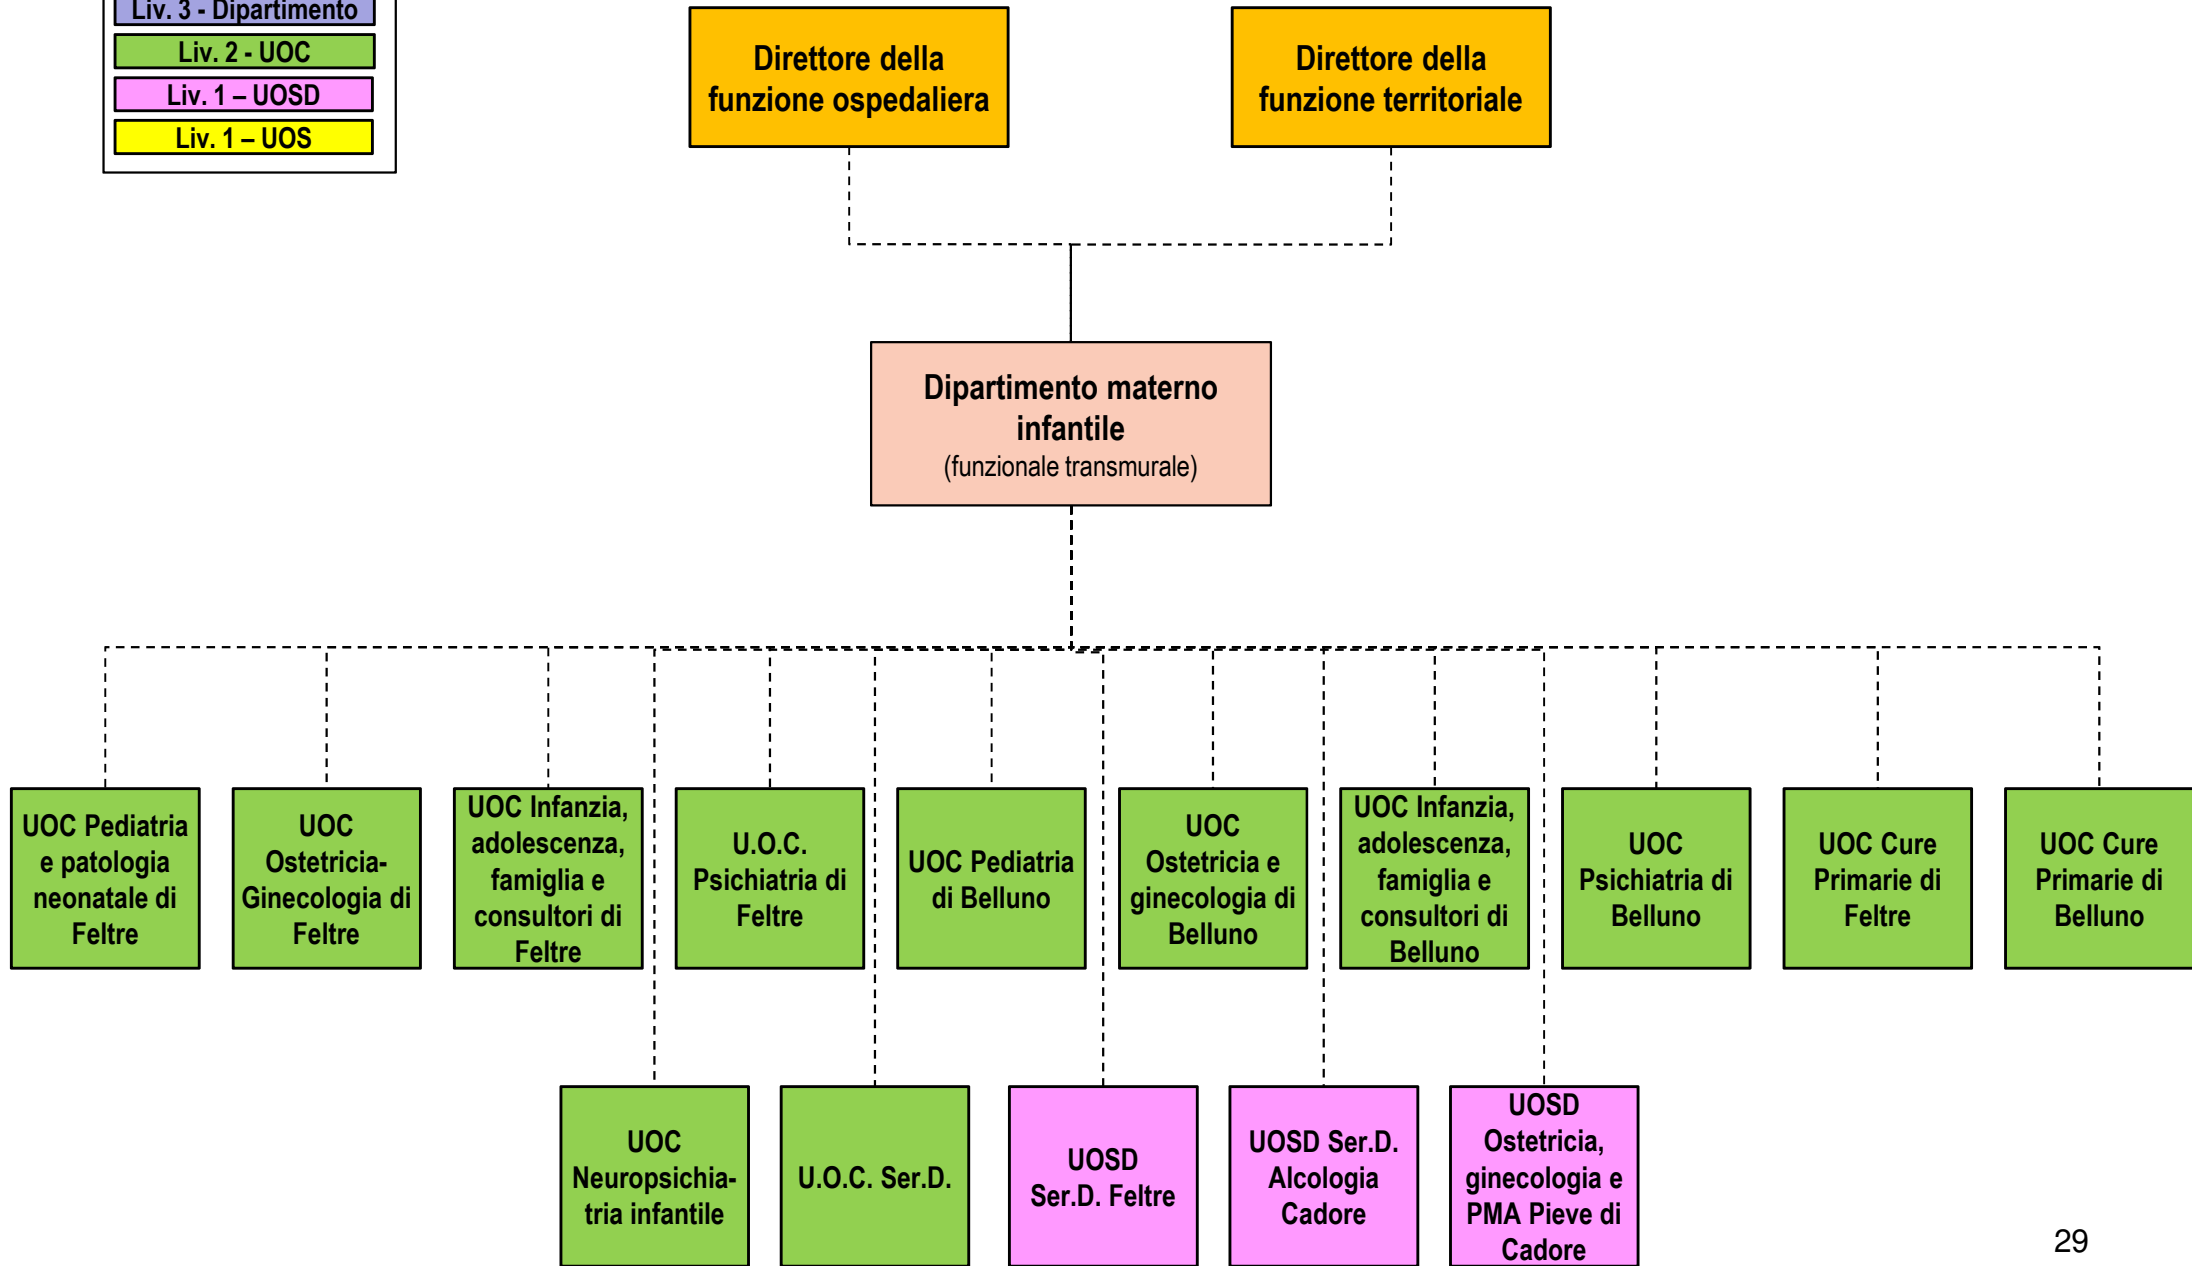 Liv. 3 - Dipartimento
Liv. 2 - UOC
Liv. 1 – UOSD
Liv. 1 – UOS
Direttore della
funzione ospedaliera
Direttore della
funzione territoriale
Dipartimento materno
infantile
(funzionale transmurale)
UOC Pediatria
e patologia
neonatale di
Feltre
UOC
Ostetricia-
Ginecologia di
Feltre
UOC Infanzia,
adolescenza,
famiglia e
consultori di
Feltre
U.O.C.
Psichiatria di
Feltre
UOC Pediatria
di Belluno
UOC
Ostetricia e
ginecologia di
Belluno
UOC Infanzia,
adolescenza,
famiglia e
consultori di
Belluno
UOC
Psichiatria di
Belluno
UOC Cure
Primarie di
Feltre
UOC Cure
Primarie di
Belluno
UOC
Neuropsichia-
tria infantile
U.O.C. Ser.D.
UOSD
Ser.D. Feltre
UOSD Ser.D.
Alcologia
Cadore
UOSD
Ostetricia,
ginecologia e
PMA Pieve di
Cadore
29